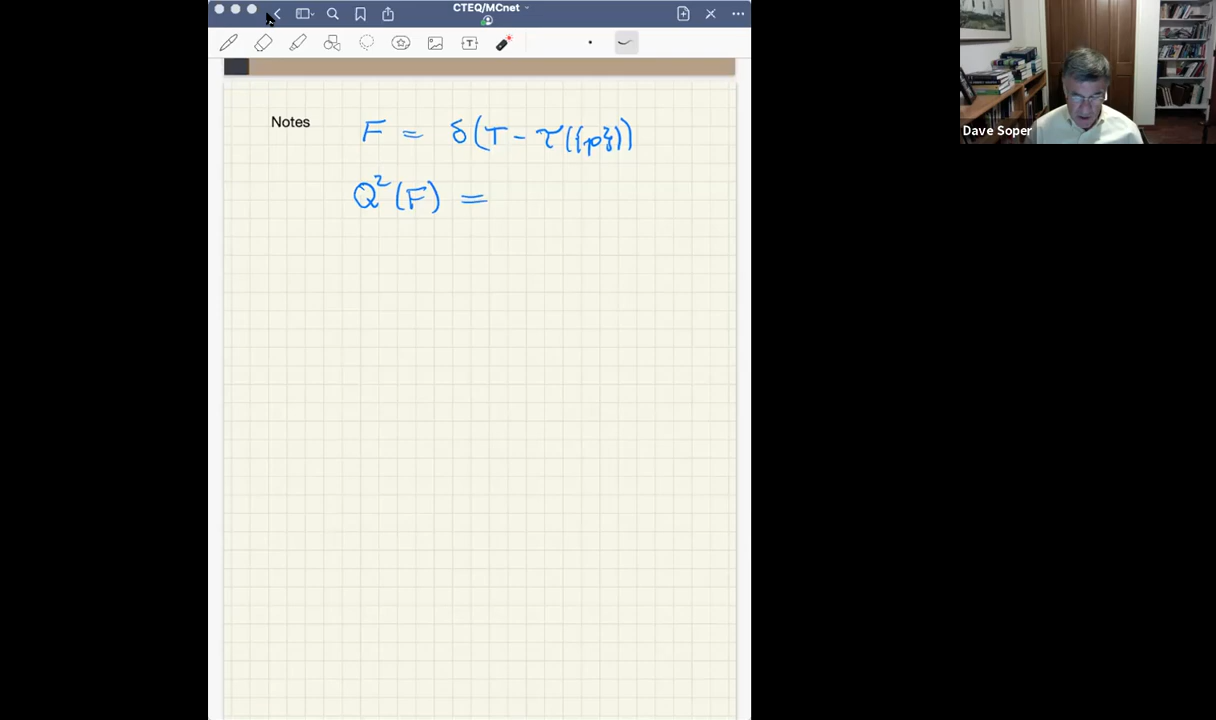 CTEQ/MCnet
Notes
F = δ(T - τ({p}))
Q²(F) =
Dave Soper